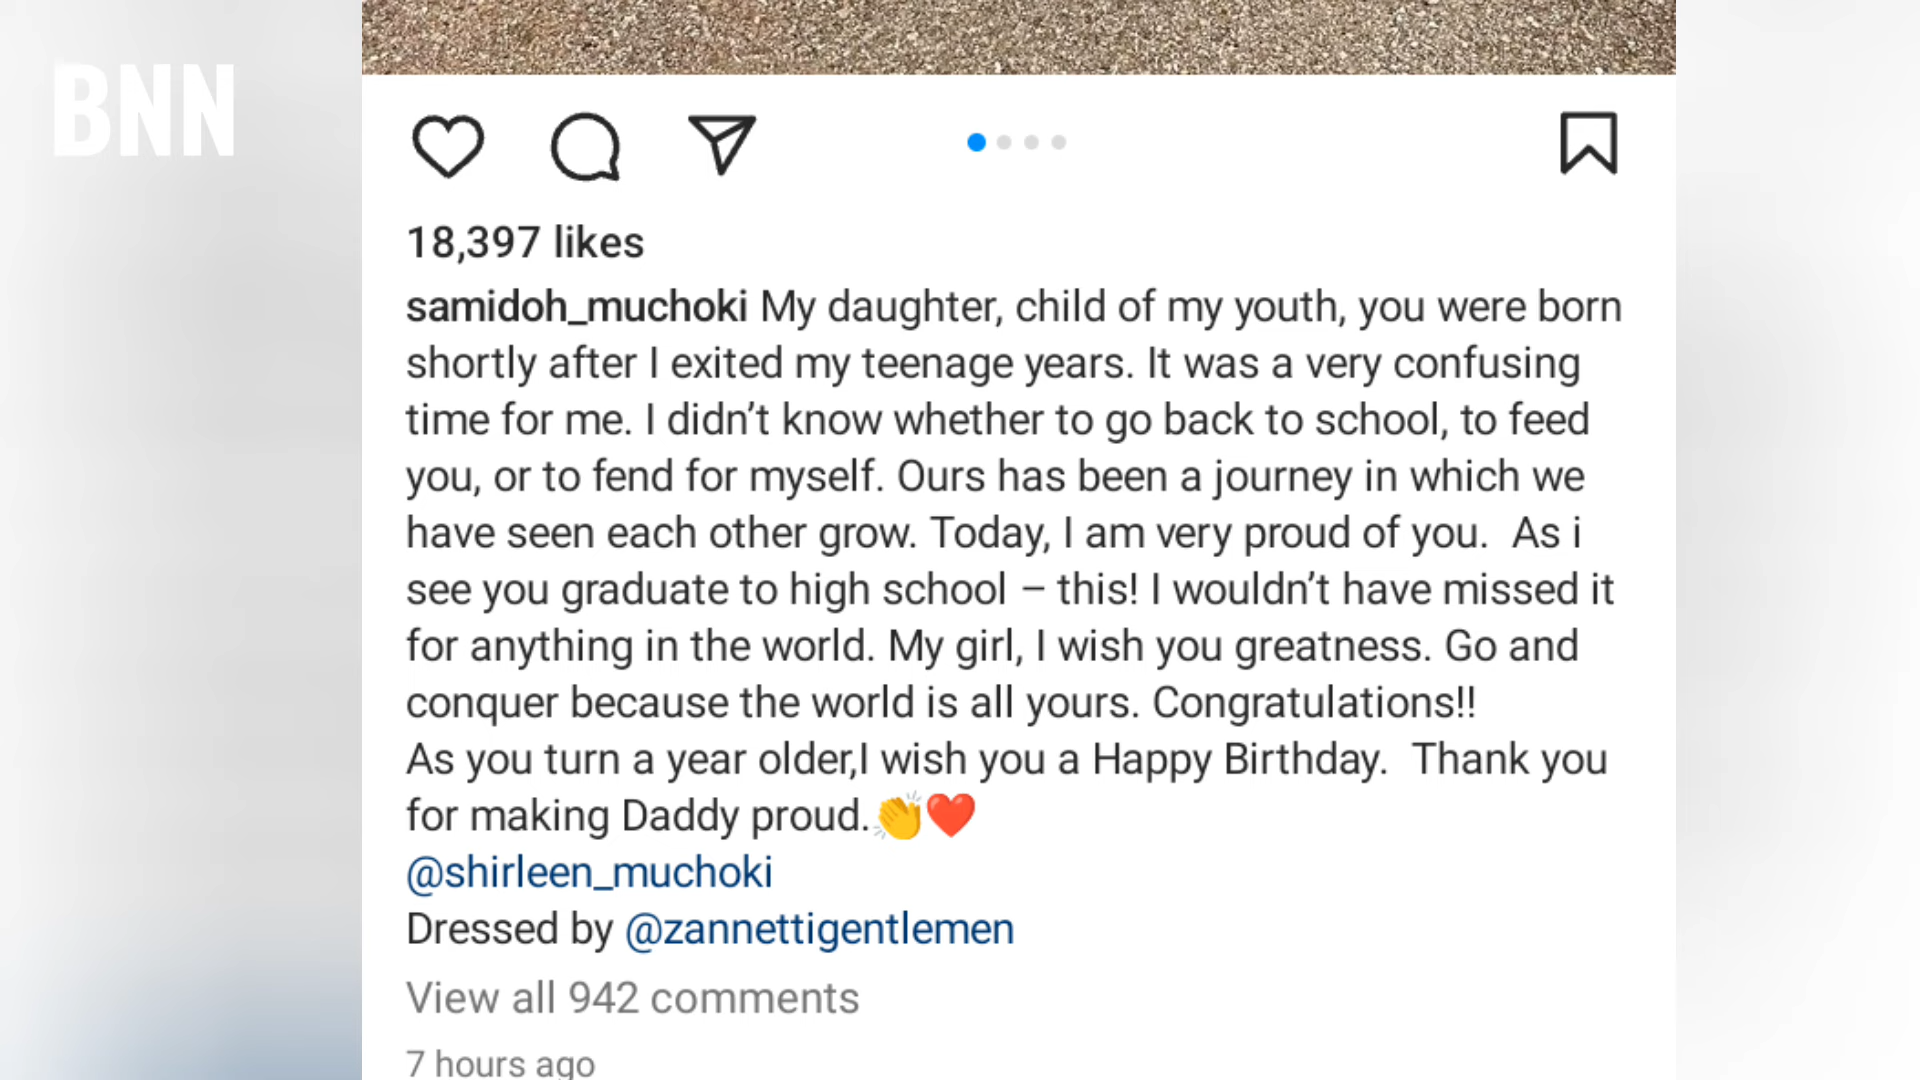 BNN
18,397 likes
samidoh_muchoki My daughter, child of my youth, you were born
shortly after I exited my teenage years. It was a very confusing
time for me. I didn’t know whether to go back to school, to feed
you, or to fend for myself. Ours has been a journey in which we
have seen each other grow. Today, I am very proud of you.  As i
see you graduate to high school – this! I wouldn’t have missed it
for anything in the world. My girl, I wish you greatness. Go and
conquer because the world is all yours. Congratulations!!
As you turn a year older,I wish you a Happy Birthday.  Thank you
for making Daddy proud.👏❤️
@shirleen_muchoki
Dressed by @zannettigentlemen
View all 942 comments
7 hours ago